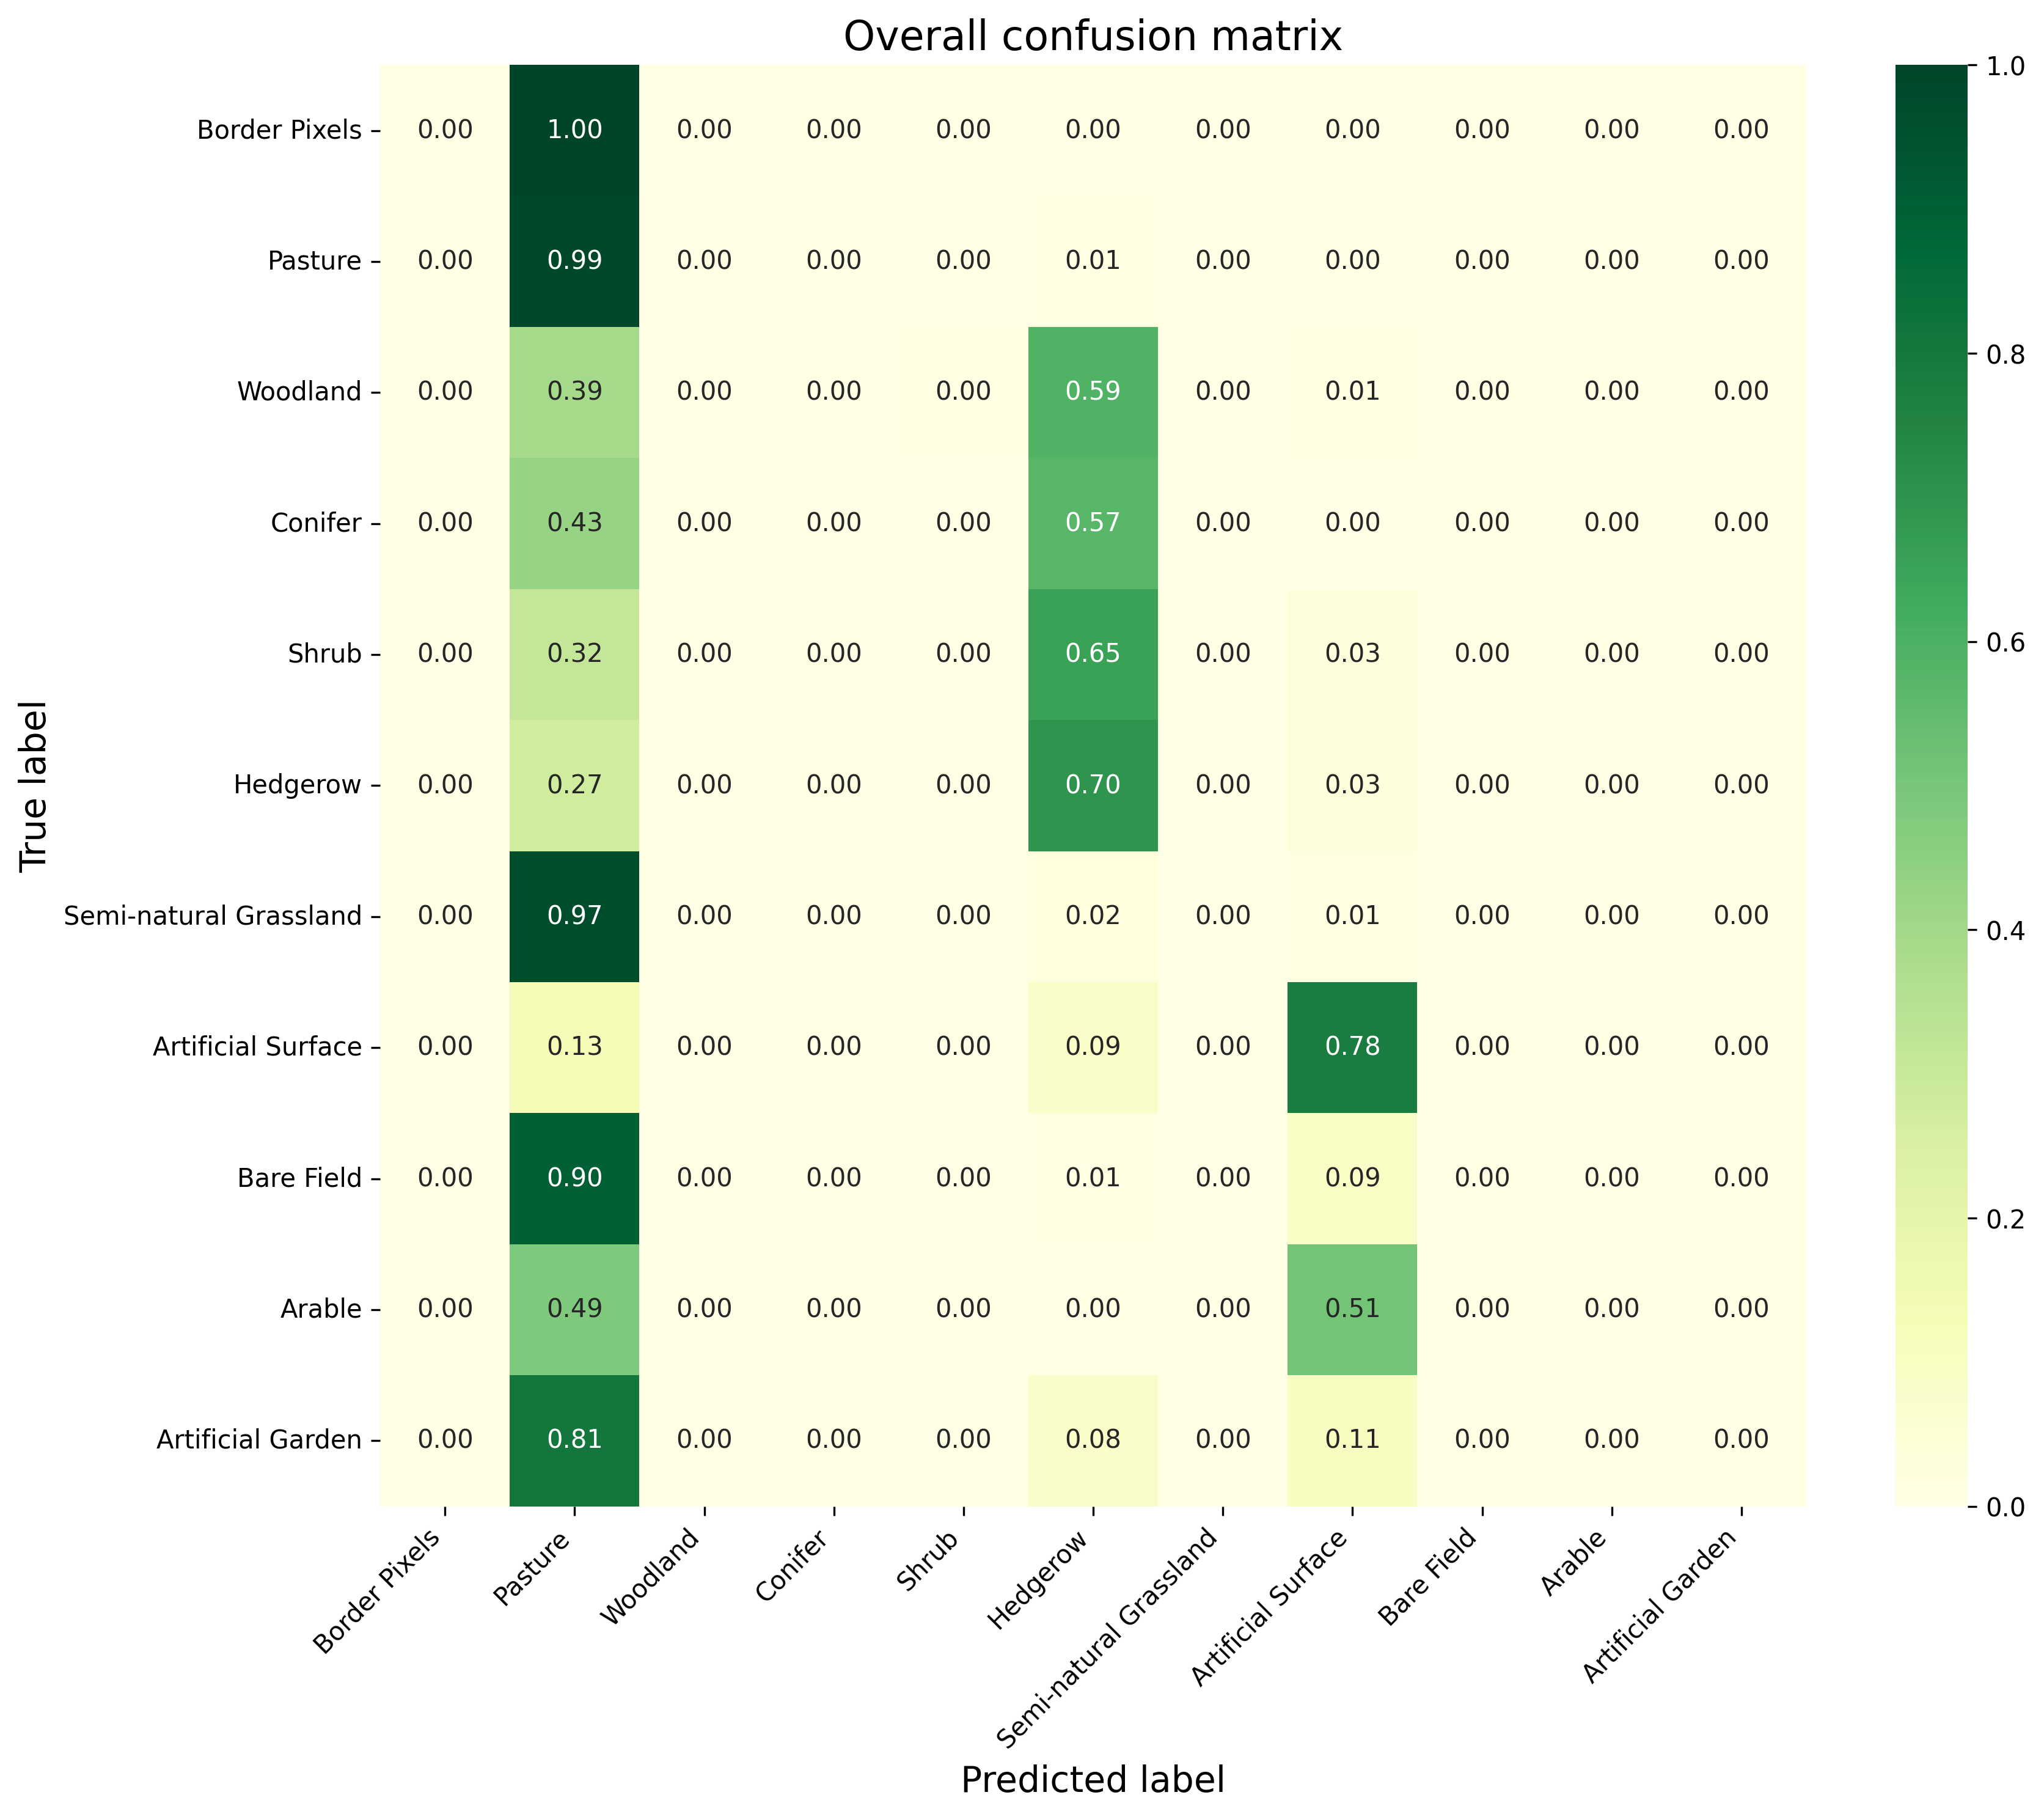 Overall confusion matrix
Border Pixels 0.00 1.00 0.00 0.00 0.00 0.00 0.00 0.00 0.00 0.00 0.00
Pasture 0.00 0.99 0.00 0.00 0.00 0.01 0.00 0.00 0.00 0.00 0.00
Woodland 0.00 0.39 0.00 0.00 0.00 0.59 0.00 0.01 0.00 0.00 0.00
Conifer 0.00 0.43 0.00 0.00 0.00 0.57 0.00 0.00 0.00 0.00 0.00
Shrub 0.00 0.32 0.00 0.00 0.00 0.65 0.00 0.03 0.00 0.00 0.00
Hedgerow 0.00 0.27 0.00 0.00 0.00 0.70 0.00 0.03 0.00 0.00 0.00
Semi-natural Grassland 0.00 0.97 0.00 0.00 0.00 0.02 0.00 0.01 0.00 0.00 0.00
Artificial Surface 0.00 0.13 0.00 0.00 0.00 0.09 0.00 0.78 0.00 0.00 0.00
Bare Field 0.00 0.90 0.00 0.00 0.00 0.01 0.00 0.09 0.00 0.00 0.00
Arable 0.00 0.49 0.00 0.00 0.00 0.00 0.00 0.51 0.00 0.00 0.00
Artificial Garden 0.00 0.81 0.00 0.00 0.00 0.08 0.00 0.11 0.00 0.00 0.00
True label
Border Pixels
Pasture
Woodland
Conifer
Shrub
Hedgerow
Semi-natural Grassland
Artificial Surface
Bare Field
Arable
Artificial Garden
Predicted label
1.0
0.8
0.6
0.4
0.2
0.0